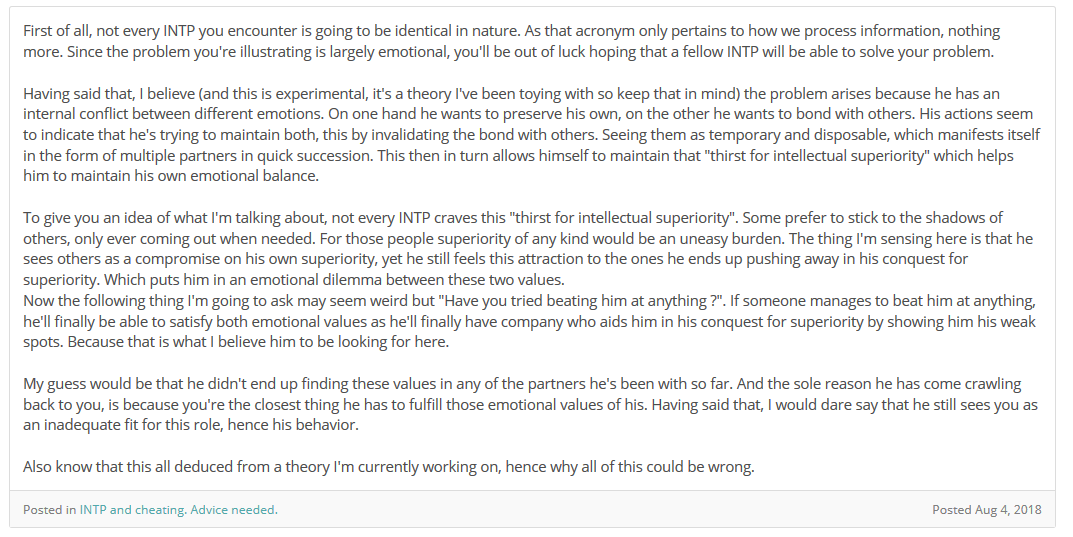 First of all, not every INTP you encounter is going to be identical in nature. As that acronym only pertains to how we process information, nothing
more. Since the problem you're illustrating is largely emotional, you'll be out of luck hoping that a fellow INTP will be able to solve your problem.
Having said that, I believe (and this is experimental, it's a theory I've been toying with so keep that in mind) the problem arises because he has an
internal conflict between different emotions. On one hand he wants to preserve his own, on the other he wants to bond with others. His actions seem
to indicate that he's trying to maintain both, this by invalidating the bond with others. Seeing them as temporary and disposable, which manifests itself
in the form of multiple partners in quick succession. This then in turn allows himself to maintain that "thirst for intellectual superiority" which helps
him to maintain his own emotional balance.
To give you an idea of what I'm talking about, not every INTP craves this "thirst for intellectual superiority". Some prefer to stick to the shadows of
others, only ever coming out when needed. For those people superiority of any kind would be an uneasy burden. The thing I'm sensing here is that he
sees others as a compromise on his own superiority, yet he still feels this attraction to the ones he ends up pushing away in his conquest for
superiority. Which puts him in an emotional dilemma between these two values.
Now the following thing I'm going to ask may seem weird but "Have you tried beating him at anything ?". If someone manages to beat him at anything,
he'll finally be able to satisfy both emotional values as he'll finally have company who aids him in his conquest for superiority by showing him his weak
spots. Because that is what I believe him to be looking for here.
My guess would be that he didn't end up finding these values in any of the partners he's been with so far. And the sole reason he has come crawling
back to you, is because you're the closest thing he has to fulfill those emotional values of his. Having said that, I would dare say that he still sees you as
an inadequate fit for this role, hence his behavior.
Also know that this all deduced from a theory I'm currently working on, hence why all of this could be wrong.
Posted in INTP and cheating. Advice needed. Posted Aug 4, 2018